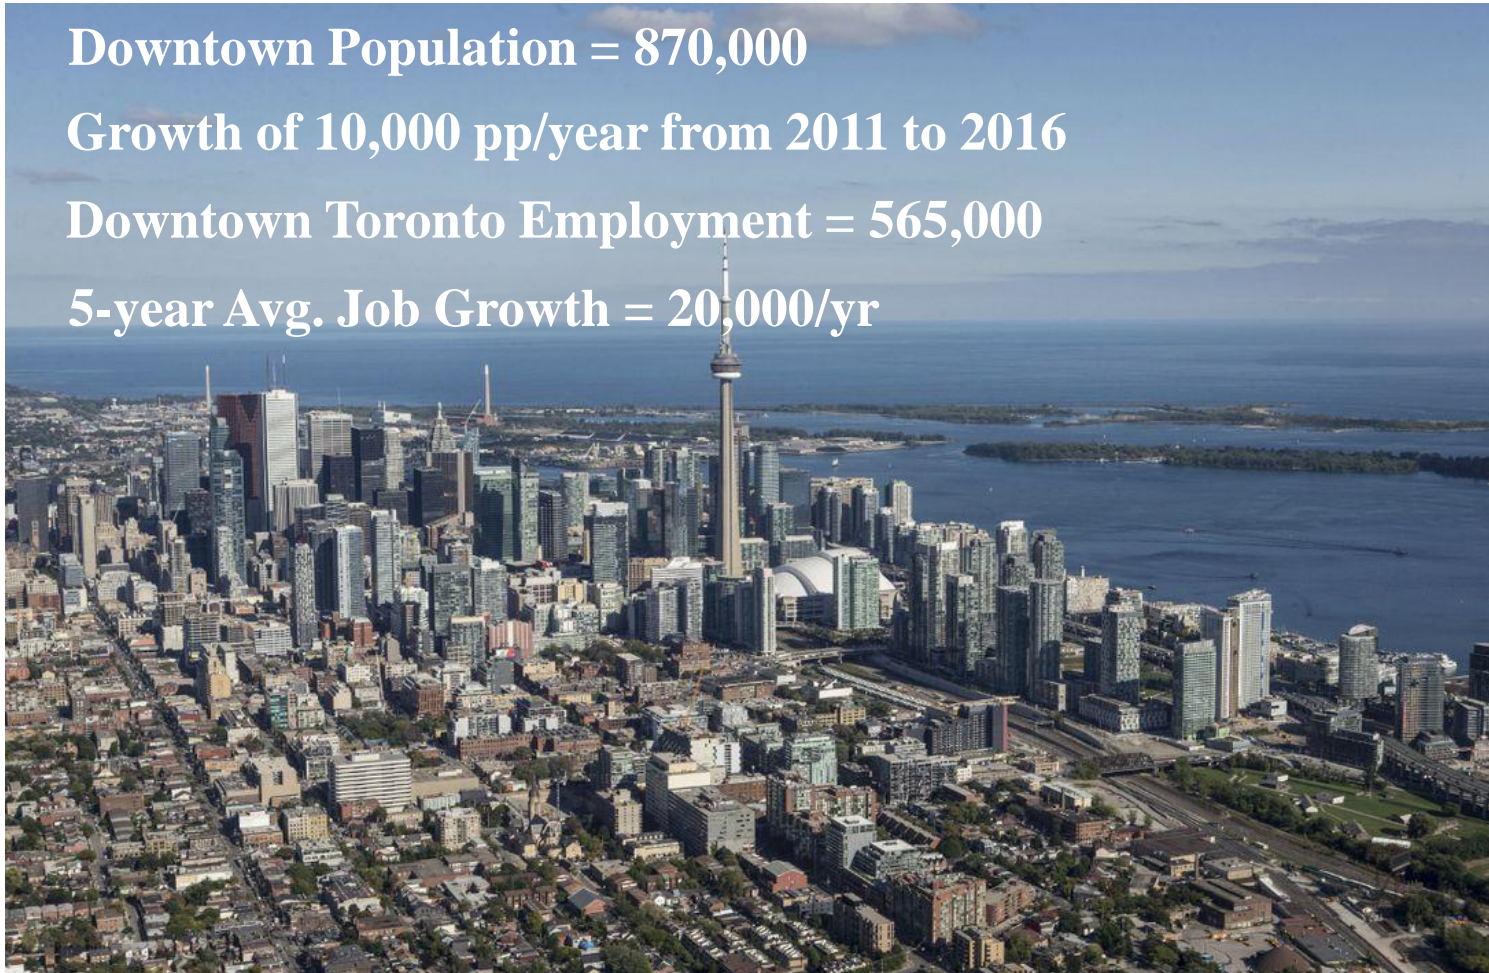 Downtown Population = 870,000
Growth of 10,000 pp/year from 2011 to 2016
Downtown Toronto Employment = 565,000
5-year Avg. Job Growth = 20,000/yr